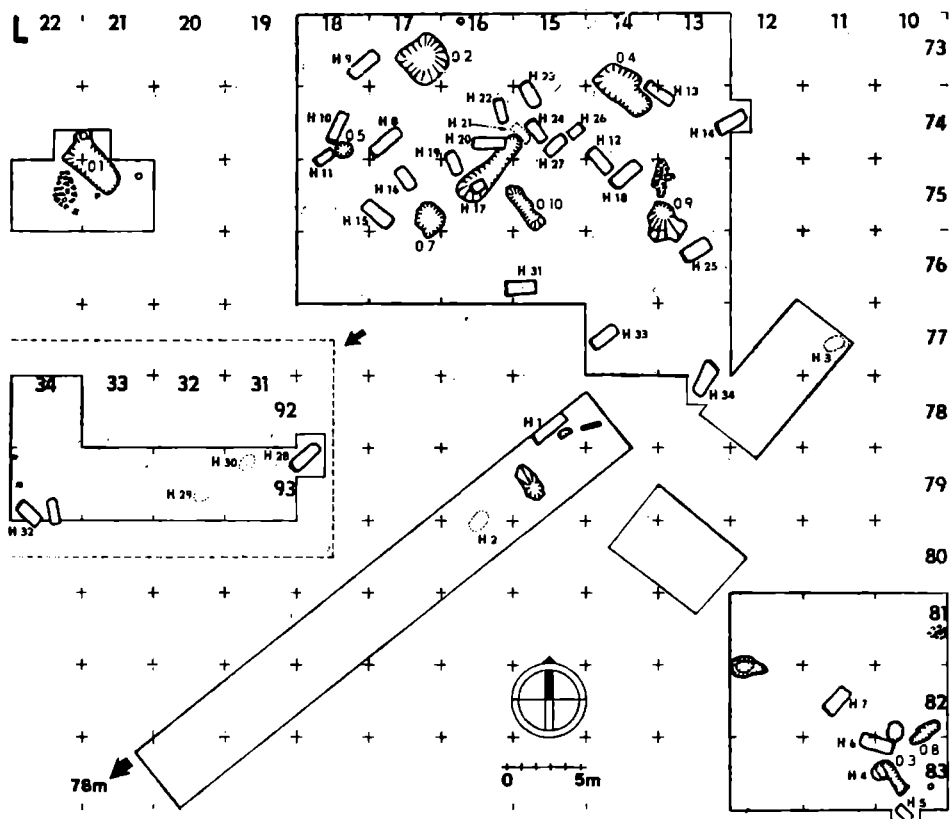 L 22 21 20 19 18 17 16 15 14 13 12 11 10
73
H 9
0 2
H 23
0 4
H 13
H 22
74
H 10
0 5
H 8
H 21
H 24
H 26
H 12
H 14
H 20
H 11
H 19
H 27
0 1
H 16
H 17
H 18
75
H 15
0 7
0 10
0 9
76
H 25
H 31
77
H 33
H 3
H 34
34 33 32 31
92
78
H 1
H 30
H 28
93
79
H 29
H 32
H 2
80
81
82
H 7
H 6
0 8
0 3
H 4
83
H 5
78m
0 5m